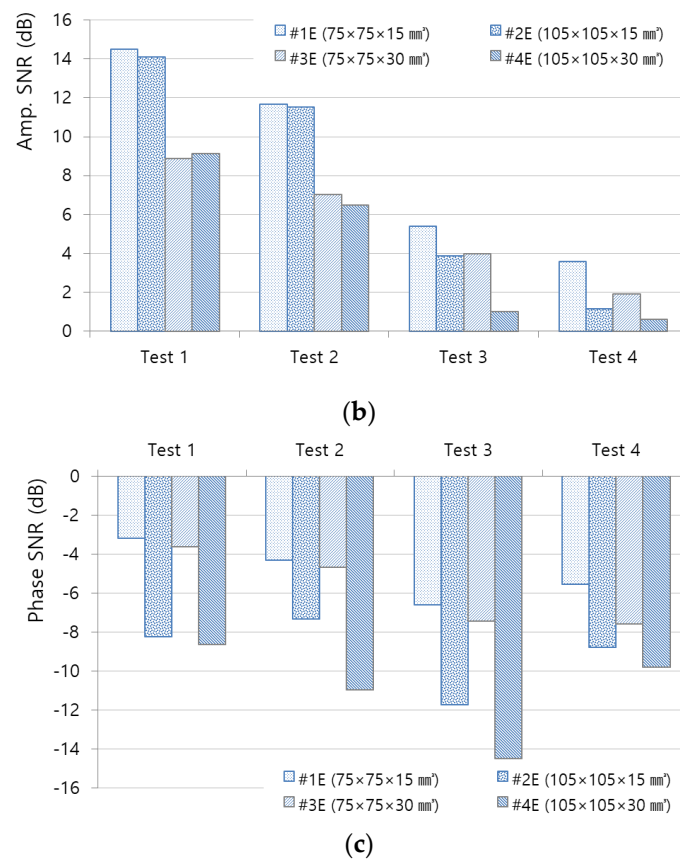 (b)
Amp. SNR (dB)
16
14
12
10
8
6
4
2
0
#1E (75×75×15 ㎣)
#2E (105×105×15 ㎣)
#3E (75×75×30 ㎣)
#4E (105×105×30 ㎣)
Test 1
Test 2
Test 3
Test 4
(b)
Test 1
Test 2
Test 3
Test 4
Phase SNR (dB)
0
-2
-4
-6
-8
-10
-12
-14
-16
#1E (75×75×15 ㎣)
#2E (105×105×15 ㎣)
#3E (75×75×30 ㎣)
#4E (105×105×30 ㎣)
(c)